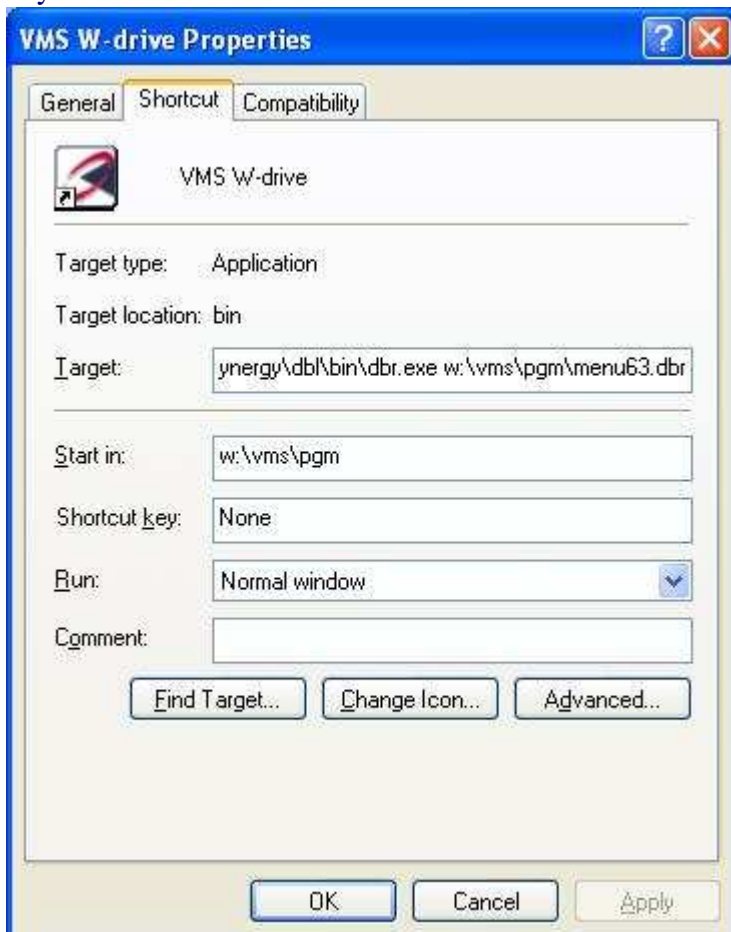 VMS W-drive Properties
General Shortcut Compatibility
VMS W-drive
Target type: Application
Target location: bin
Target: ynergy\dbl\bin\dbr.exe w:\vms\pgm\menu63.dbr
Start in: w:\vms\pgm
Shortcut key: None
Run: Normal window
Comment:
Find Target... Change Icon... Advanced...
OK Cancel Apply